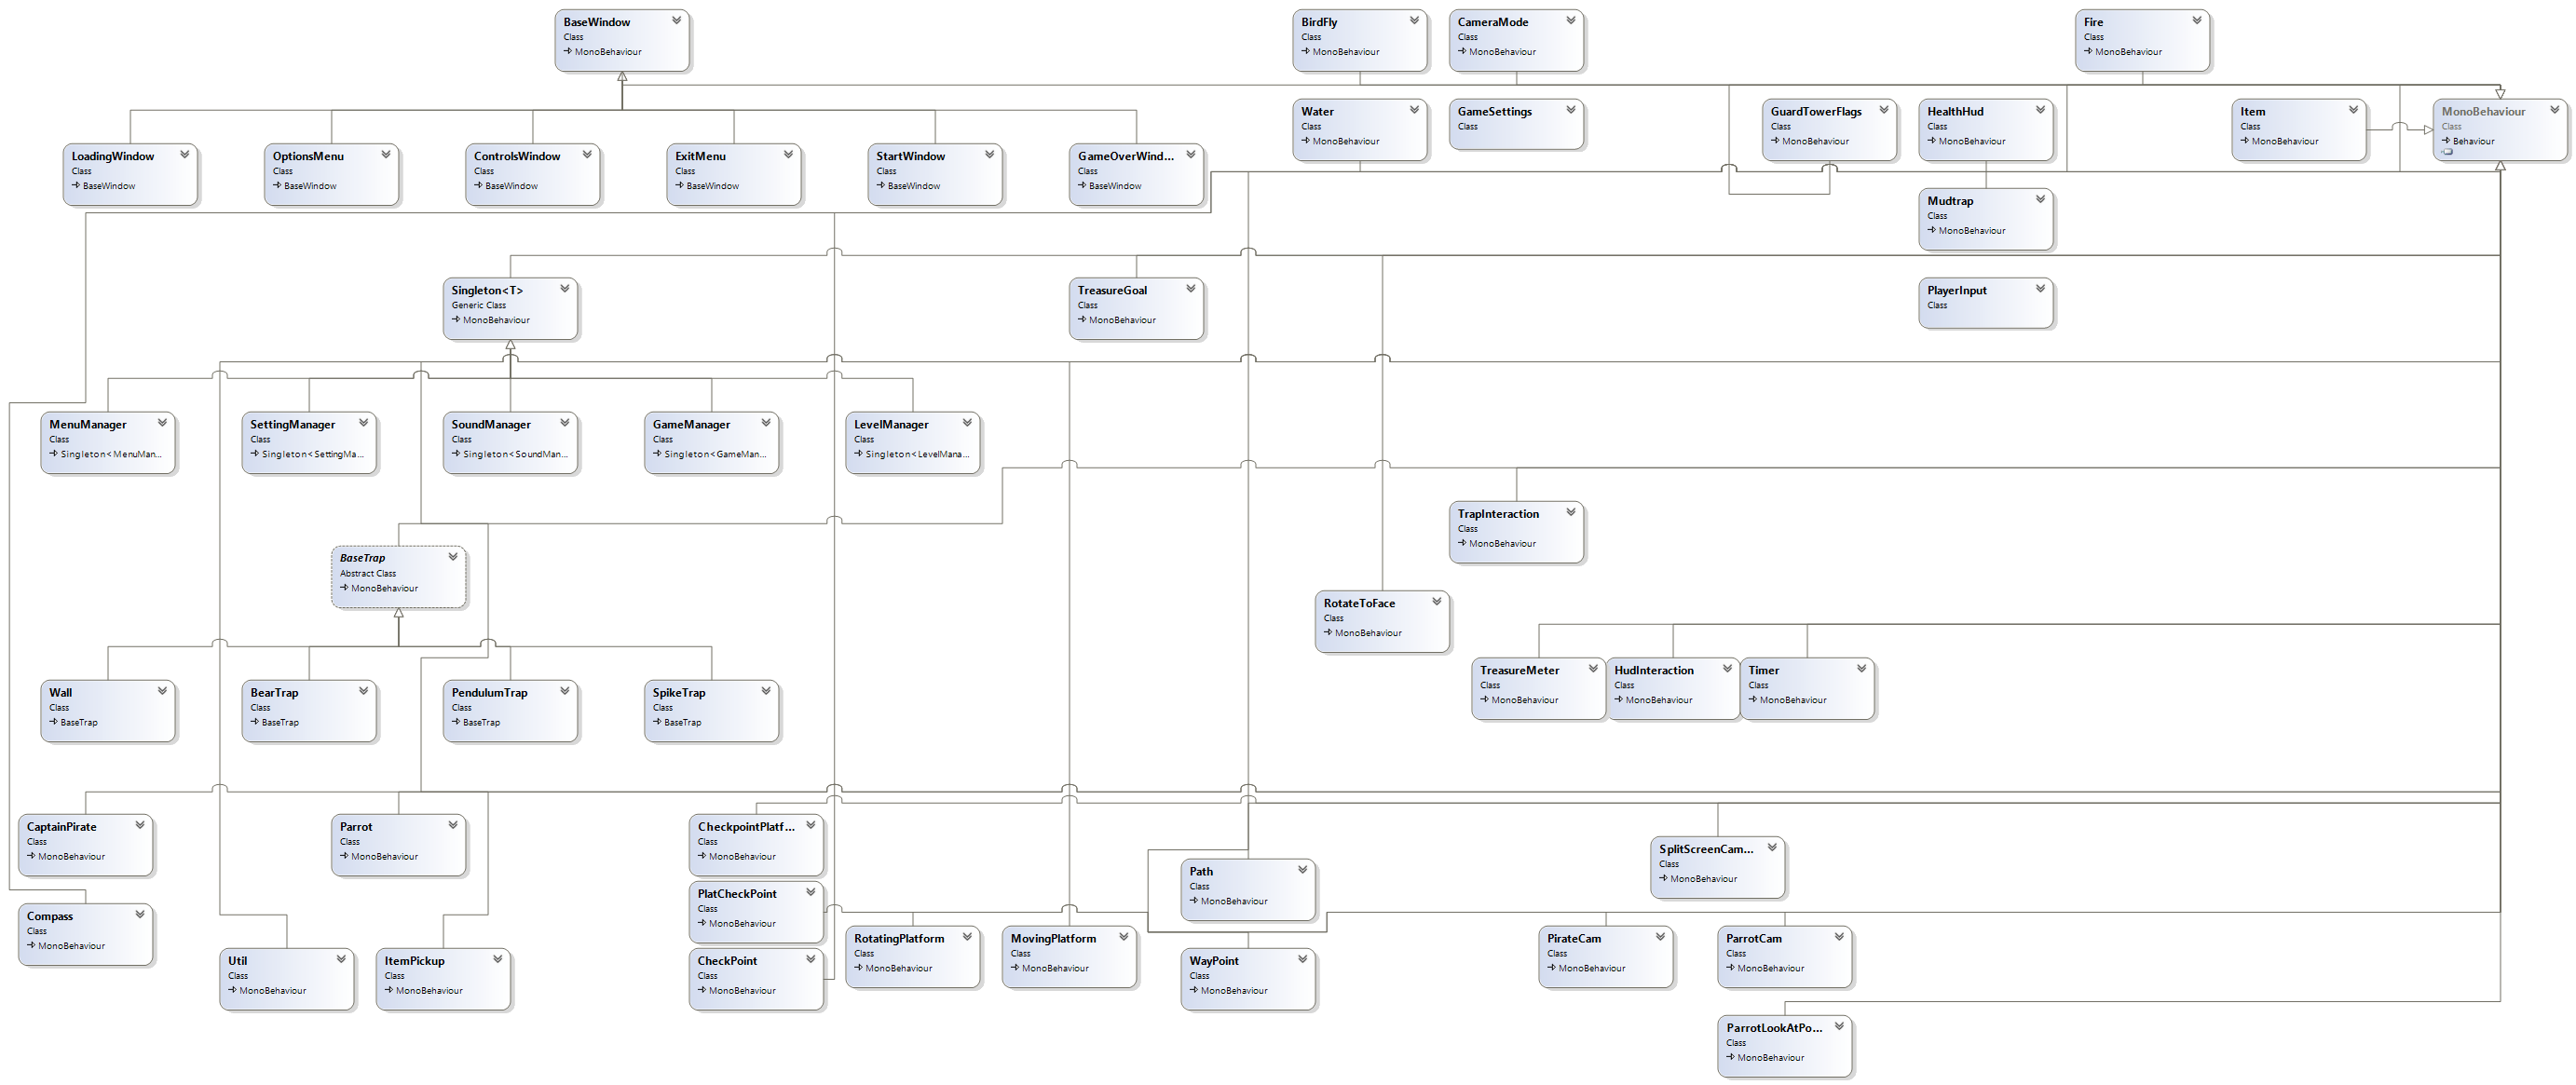 BaseWindow
Class
MonoBehaviour
BirdFly
Class
MonoBehaviour
CameraMode
Class
MonoBehaviour
Fire
Class
MonoBehaviour
Water
Class
MonoBehaviour
GameSettings
Class
GuardTowerFlags
Class
MonoBehaviour
HealthHud
Class
MonoBehaviour
Item
Class
MonoBehaviour
MonoBehaviour
Class
Behaviour
LoadingWindow
Class
BaseWindow
OptionsMenu
Class
BaseWindow
ControlsWindow
Class
BaseWindow
ExitMenu
Class
BaseWindow
StartWindow
Class
BaseWindow
GameOverWind...
Class
BaseWindow
Mudtrap
Class
MonoBehaviour
Singleton<T>
Generic Class
MonoBehaviour
TreasureGoal
Class
MonoBehaviour
PlayerInput
Class
MenuManager
Class
Singleton<MenuMan...
SettingManager
Class
Singleton<SettingMa...
SoundManager
Class
Singleton<SoundMan...
GameManager
Class
Singleton<GameMan...
LevelManager
Class
Singleton<LevelMana...
TrapInteraction
Class
MonoBehaviour
BaseTrap
Abstract Class
MonoBehaviour
RotateToFace
Class
MonoBehaviour
Wall
Class
BaseTrap
BearTrap
Class
BaseTrap
PendulumTrap
Class
BaseTrap
SpikeTrap
Class
BaseTrap
TreasureMeter
Class
MonoBehaviour
HudInteraction
Class
MonoBehaviour
Timer
Class
MonoBehaviour
CaptainPirate
Class
MonoBehaviour
Parrot
Class
MonoBehaviour
CheckpointPlatf...
Class
MonoBehaviour
SplitScreenCam...
Class
MonoBehaviour
Path
Class
MonoBehaviour
PlatCheckPoint
Class
MonoBehaviour
Compass
Class
MonoBehaviour
RotatingPlatform
Class
MonoBehaviour
MovingPlatform
Class
MonoBehaviour
PirateCam
Class
MonoBehaviour
ParrotCam
Class
MonoBehaviour
Util
Class
MonoBehaviour
ItemPickup
Class
MonoBehaviour
CheckPoint
Class
MonoBehaviour
WayPoint
Class
MonoBehaviour
ParrotLookAtPo...
Class
MonoBehaviour